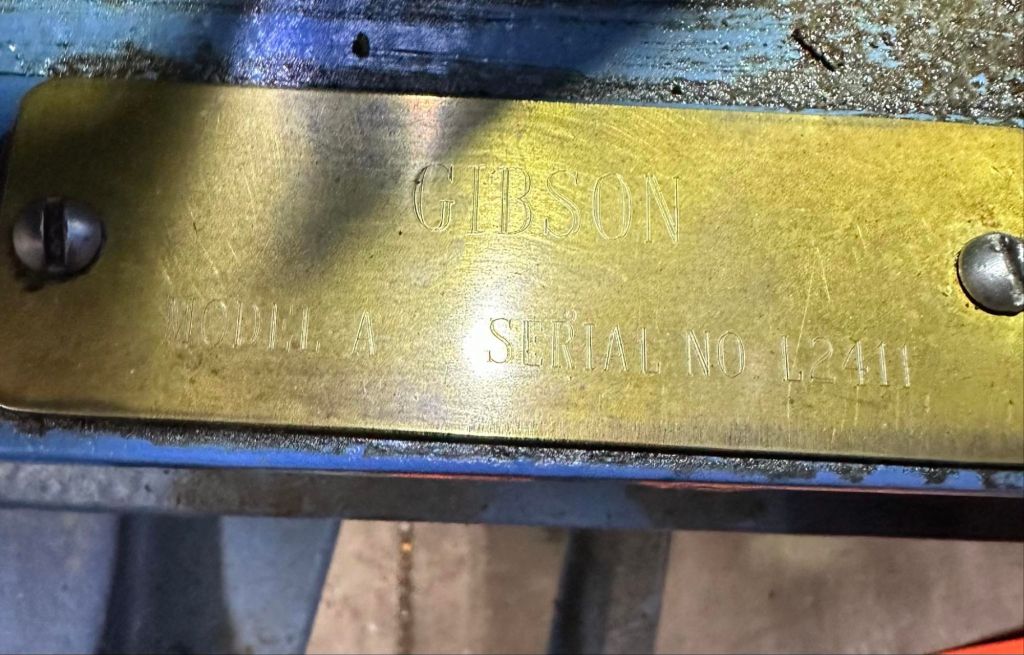 GIBSON
MODEL A SERIAL NO L2411